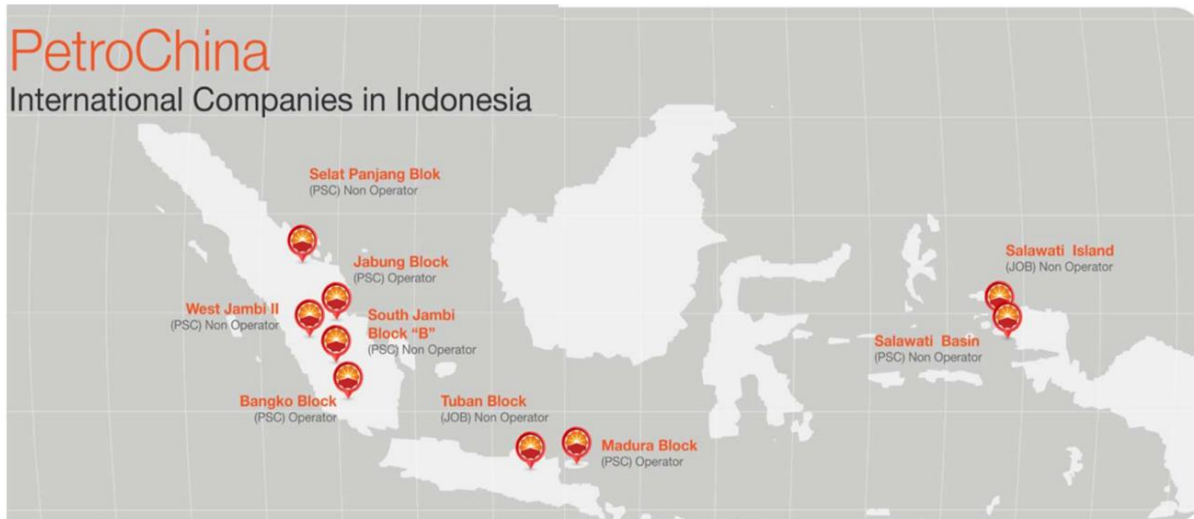 PetroChina
International Companies in Indonesia
Selat Panjang Blok
(PSC) Non Operator
Jabung Block
(PSC) Operator
West Jambi II
(PSC) Non Operator
South Jambi
Block “B”
(PSC) Non Operator
Bangko Block
(PSC) Operator
Tuban Block
(JOB) Non Operator
Madura Block
(PSC) Operator
Salawati Island
(JOB) Non Operator
Salawati Basin
(PSC) Non Operator